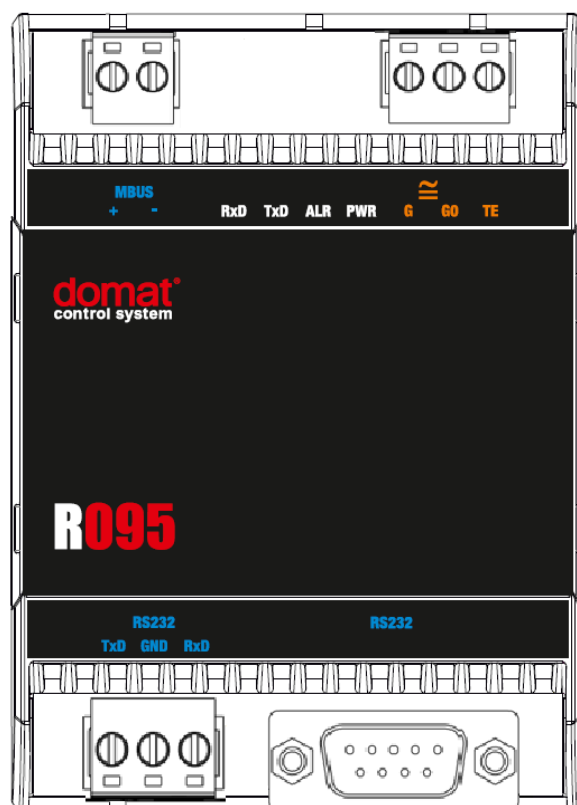 MBUS
+ -
RxD TxD ALR PWR G G0 TE
domat
control system
R095
RS232 RS232
TxD GND RxD